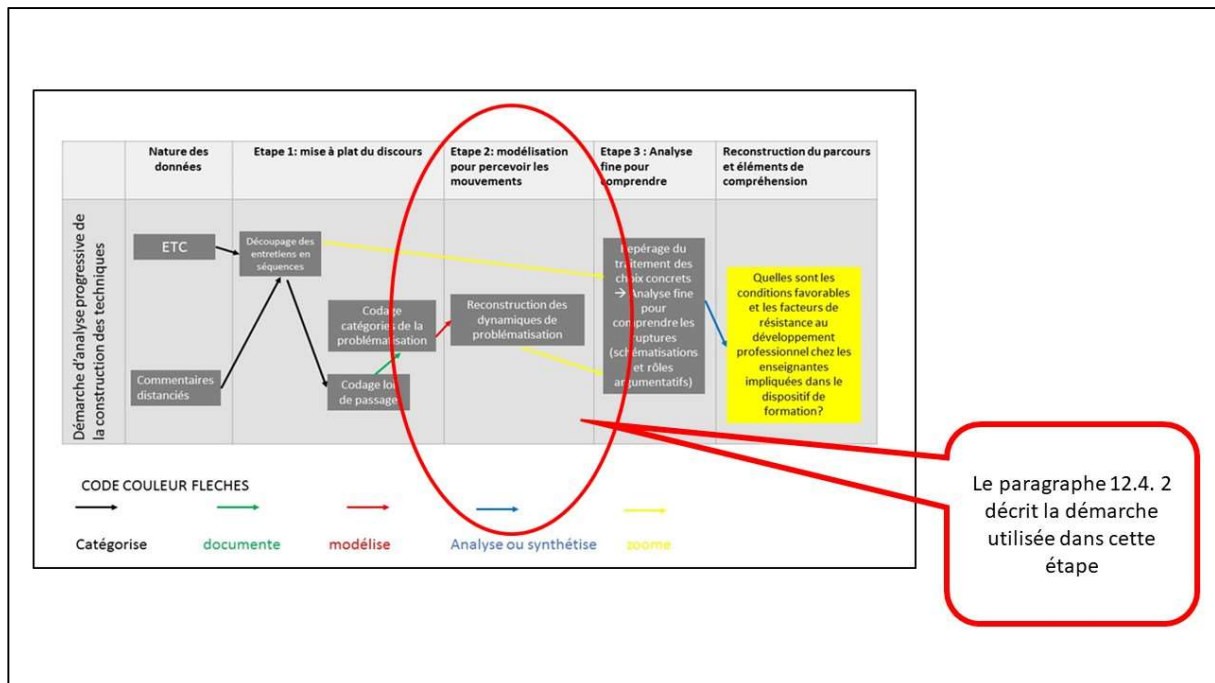 Nature des
données
Etape 1: mise à plat du discours
Etape 2: modélisation
pour percevoir les
mouvements
Etape 3 : Analyse
fine pour
comprendre
Reconstruction du parcours
et éléments de
compréhension
Démarche d'analyse progressive de
la construction des techniques
ETC
Commentaires
distanciés
Découpage des
entretiens en
séquences
Codage
catégories de la
problématisation
Codage loi
de passage
Reconstruction des
dynamiques de
problématisation
Repérage du
traitement des
choix concrets
→ Analyse fine
pour
comprendre les
ruptures
(schématisations
et rôles
argumentatifs)
Quelles sont les
conditions favorables
et les facteurs de
résistance au
développement
professionnel chez les
enseignantes
impliquées dans le
dispositif de
formation?
CODE COULEUR FLECHES
Catégorise
documente
modélise
Analyse ou synthétise
zoome
Le paragraphe 12.4. 2
décrit la démarche
utilisée dans cette
étape